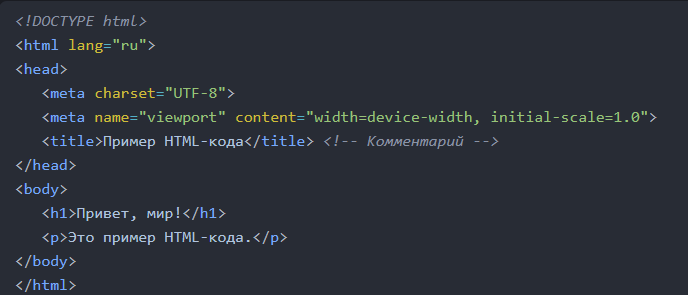 <!DOCTYPE html>
<html lang="ru">
<head>
   <meta charset="UTF-8">
   <meta name="viewport" content="width=device-width, initial-scale=1.0">
   <title>Пример HTML-кода</title> <!-- Комментарий -->
</head>
<body>
   <h1>Привет, мир!</h1>
   <p>Это пример HTML-кода.</p>
</body>
</html>